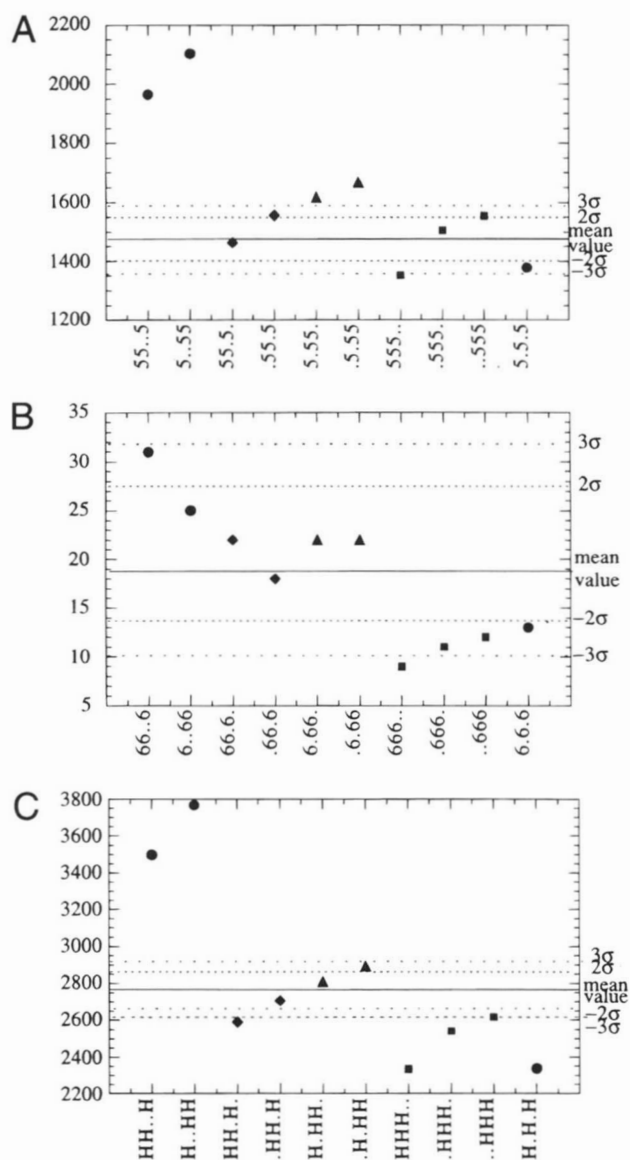 A
2200
2000
1800
1600
1400
1200
3σ
2σ
mean
value
−2σ
−3σ
55..5
5..55
55.5.
.55.5
5.55.
.5.55
555..
.555.
..555
5.5.5
B
35
30
25
20
15
10
5
3σ
2σ
mean
value
−2σ
−3σ
66..6
6..66
66.6.
.66.6
6.66.
.6.66
666..
.666.
..666
6.6.6
C
3800
3600
3400
3200
3000
2800
2600
2400
2200
3σ
2σ
mean
value
−2σ
−3σ
HH..H
H..HH
HH.H.
.HH.H
H.HH.
.H.HH
HHH..
.HHH.
..HHH
H.H.H